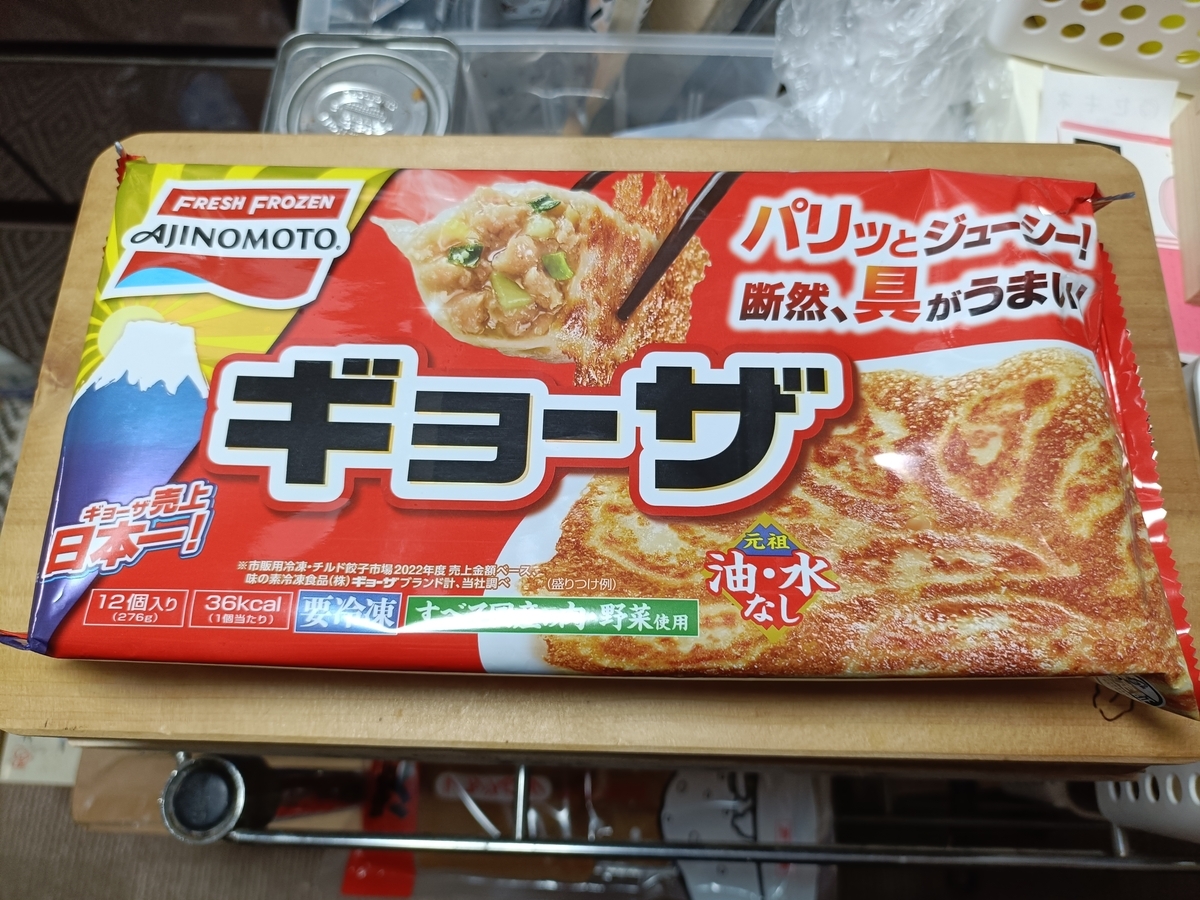 FRESH FROZEN
AJINOMOTO
パリッとジューシー!
断然、具がうまい
ギョーザ
ギョーザ売上
日本一!
※市販用冷凍・チルド餃子市場2022年度 売上金額ベース、
味の素冷凍食品(株)ギョーザブランド計、当社調べ
(盛りつけ例)
元祖
油・水
なし
12個入り
(276g)
36kcal
(1個当たり)
要冷凍
野菜使用